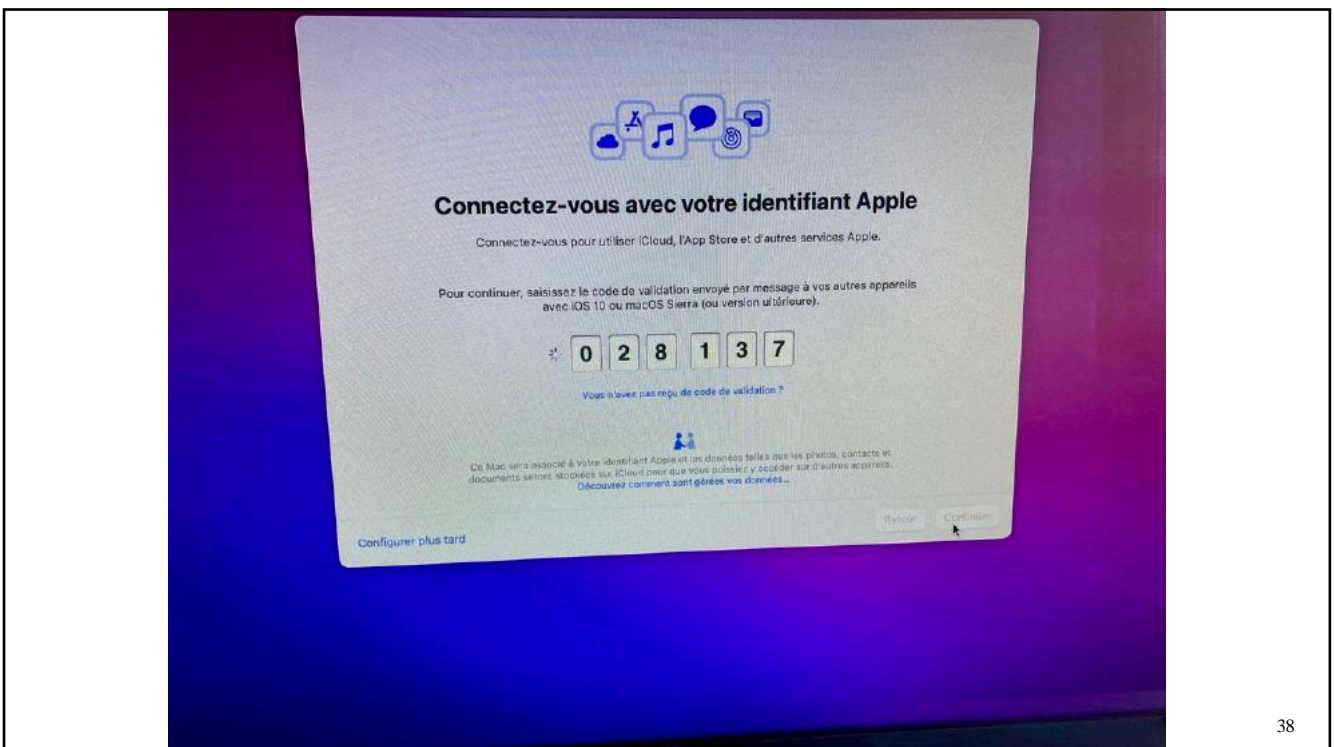 Connectez-vous avec votre identifiant Apple
Connectez-vous pour utiliser iCloud, l'App Store et d'autres services Apple.
Pour continuer, saisissez le code de validation envoyé par message à vos autres appareils
avec iOS 10 ou macOS Sierra (ou version ultérieure).
0 2 8 1 3 7
Vous n'avez pas reçu de code de validation ?
Ce Mac sera associé à votre identifiant Apple et les données telles que les photos, contacts et
documents seront stockées sur iCloud pour que vous puissiez y accéder sur d'autres appareils.
Découvrez comment sont gérées vos données...
Retour Continuer
Configurer plus tard
38